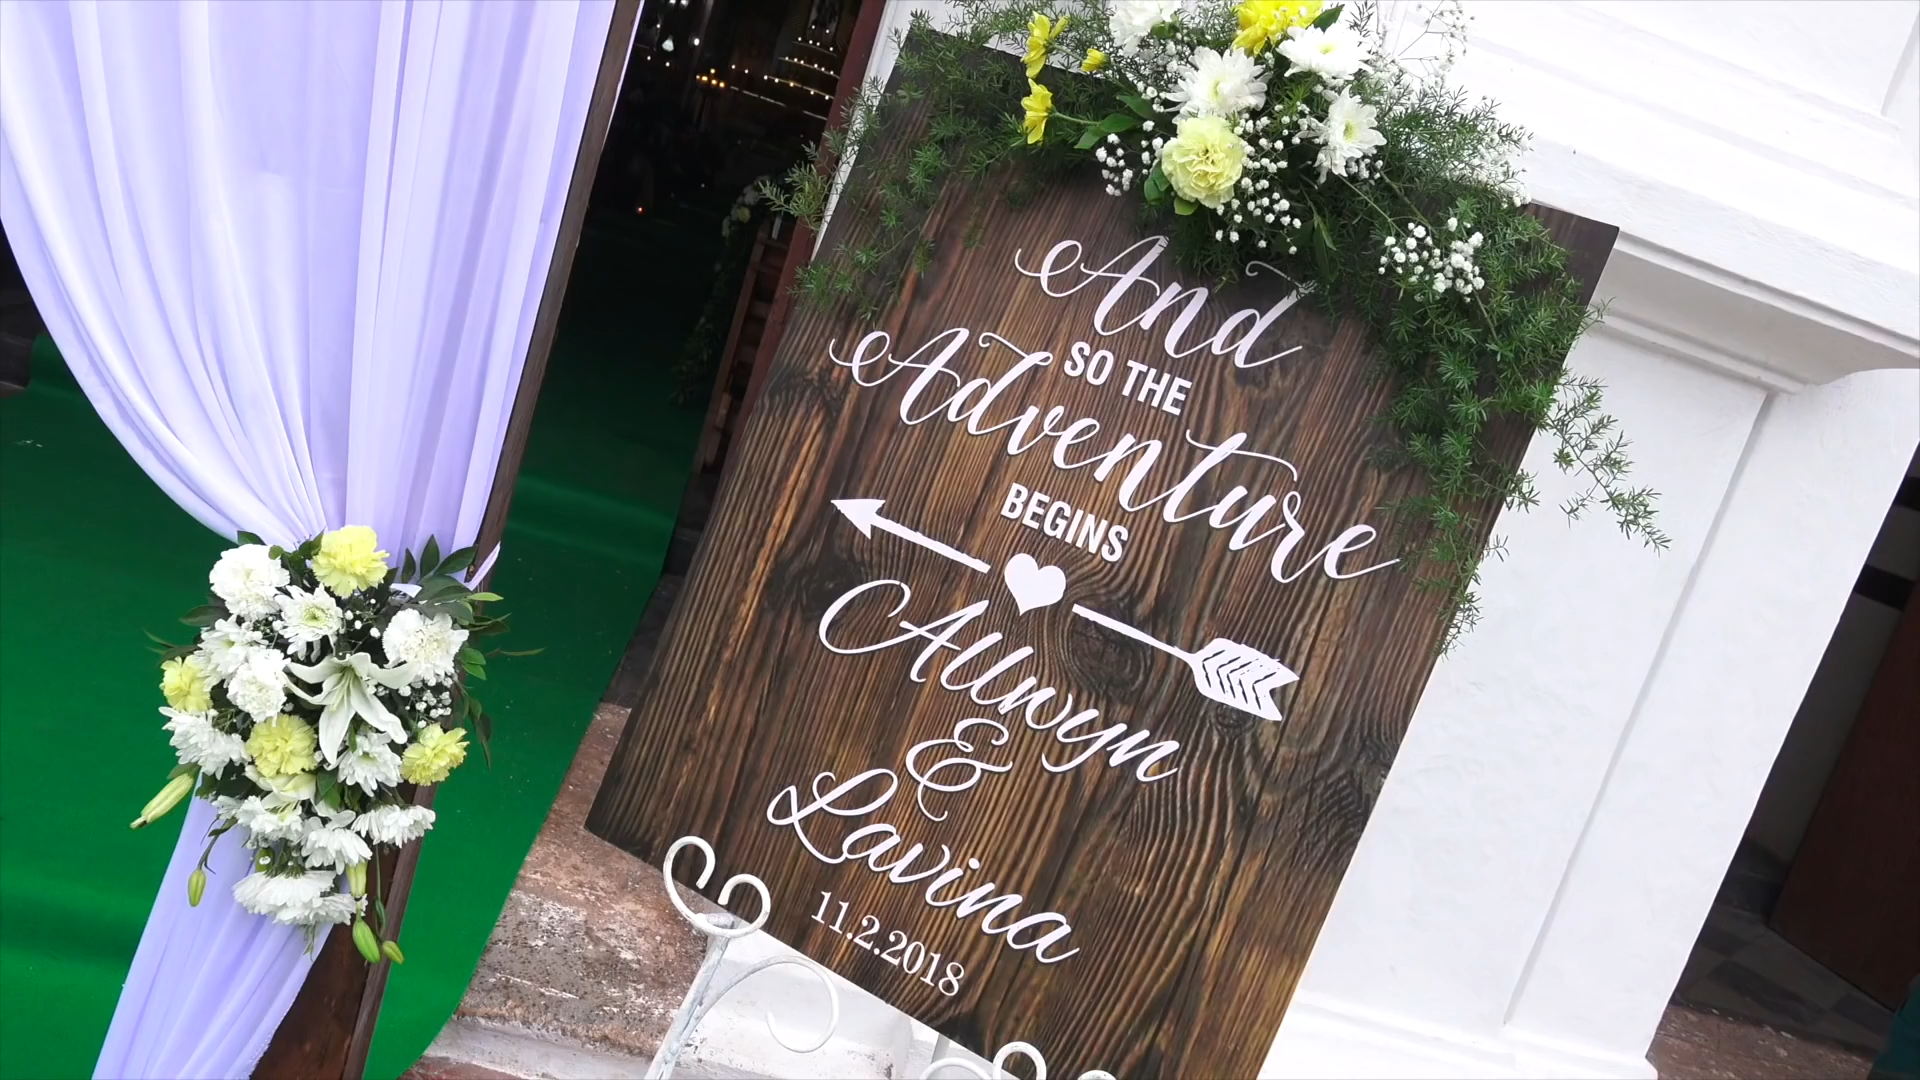 And
SO THE
Adventure
BEGINS
Allwyn
&
Lavina
11.2.2018